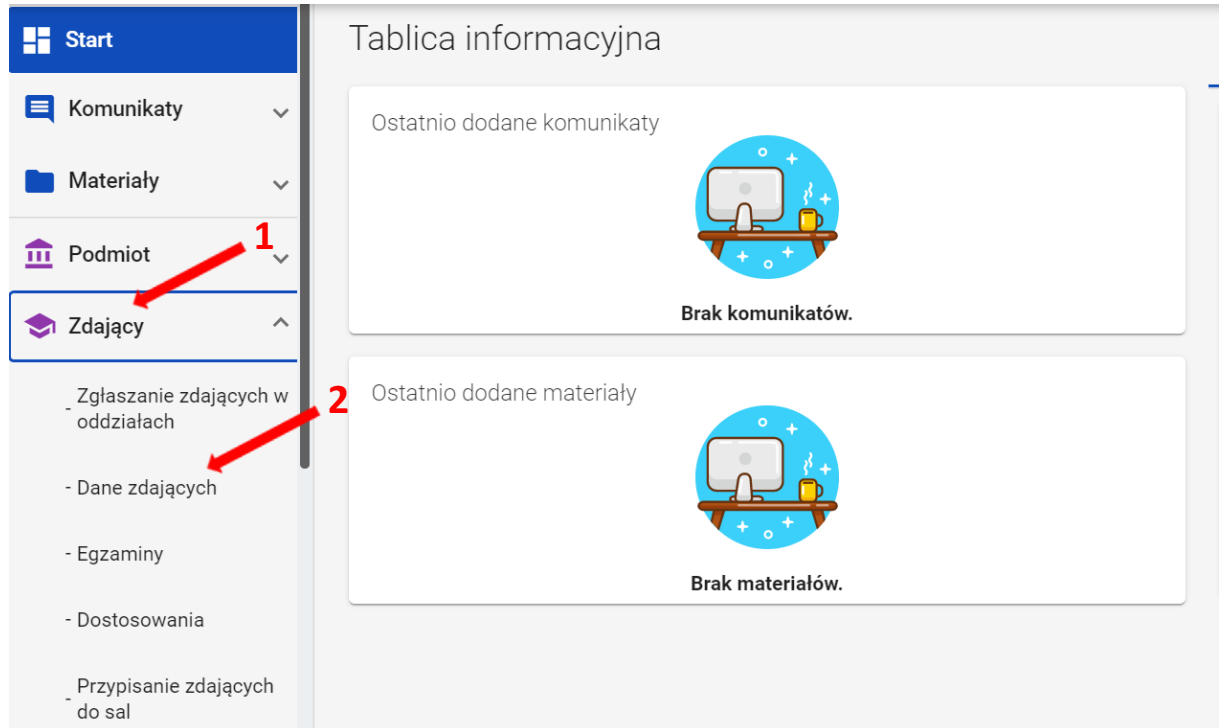 Start
Komunikaty
Materiały
Podmiot
1
Zdający
- Zgłaszanie zdających w
oddziałach
2
- Dane zdających
- Egzaminy
- Dostosowania
- Przypisanie zdających
do sal
Tablica informacyjna
Ostatnio dodane komunikaty
Brak komunikatów.
Ostatnio dodane materiały
Brak materiałów.